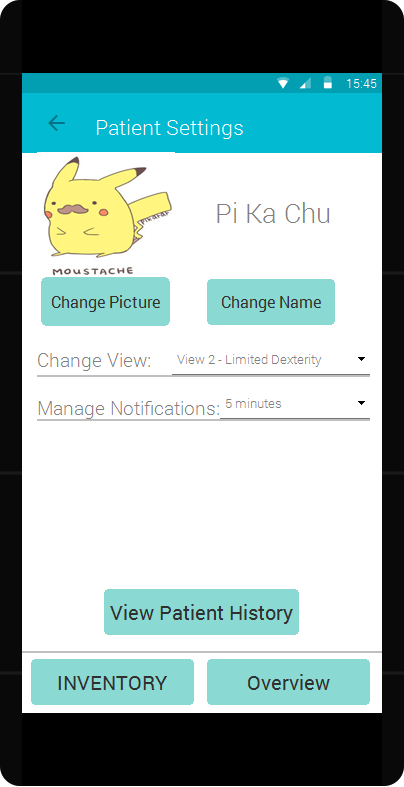 15:45
Patient Settings
Pikarar
MOUSTACHE
Pi Ka Chu
Change Picture
Change Name
Change View: View 2 - Limited Dexterity
Manage Notifications: 5 minutes
View Patient History
INVENTORY
Overview